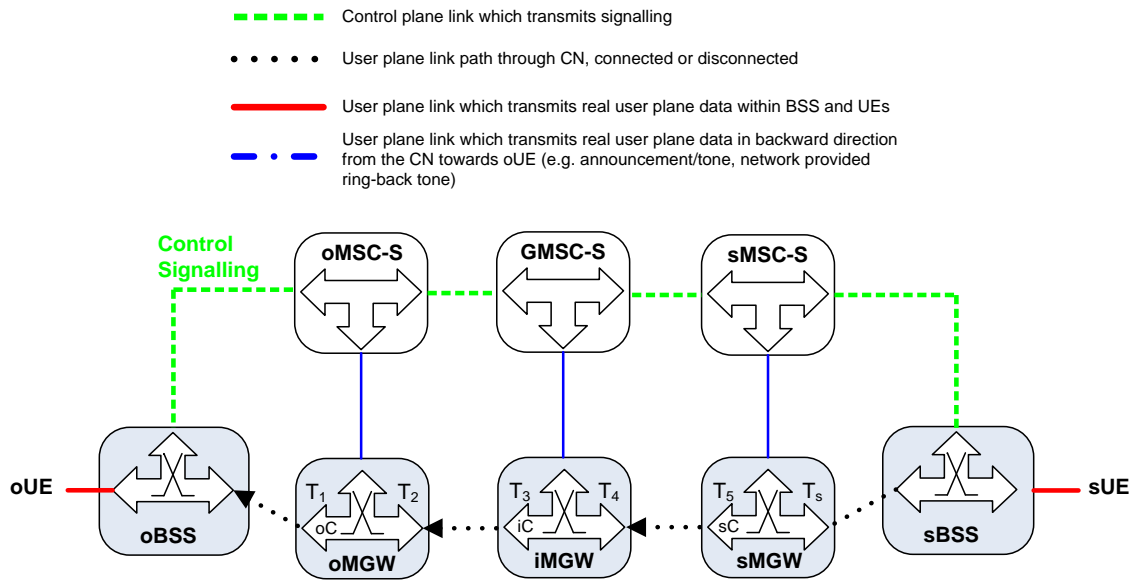 Control plane link which transmits signalling
User plane link path through CN, connected or disconnected
User plane link which transmits real user plane data within BSS and UEs
User plane link which transmits real user plane data in backward direction
from the CN towards oUE (e.g. announcement/tone, network provided
ring-back tone)
Control
Signalling
oMSC-S
GMSC-S
sMSC-S
oUE
oBSS
T1
T2
oC
oMGW
T3
T4
iC
iMGW
T5
Ts
sC
sMGW
sBSS
sUE